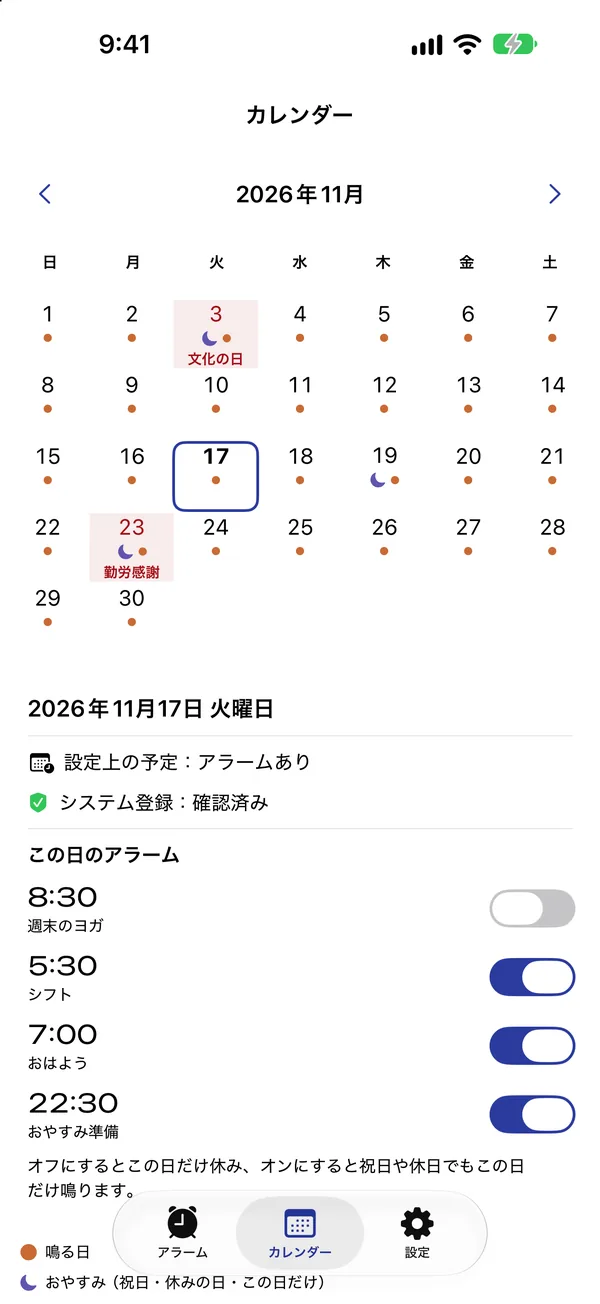 9:41
カレンダー
2026年11月
日 月 火 水 木 金 土
1 2 3 4 5 6 7
文化の日
8 9 10 11 12 13 14
15 16 17 18 19 20 21
22 23 24 25 26 27 28
勤労感謝
29 30
2026年11月17日 火曜日
設定上の予定：アラームあり
システム登録：確認済み
この日のアラーム
8:30
週末のヨガ
5:30
シフト
7:00
おはよう
22:30
おやすみ準備
オフにするとこの日だけ休み、オンにすると祝日や休日でもこの日
だけ鳴ります。
アラーム カレンダー 設定
鳴る日
おやすみ（祝日・休みの日・この日だけ）